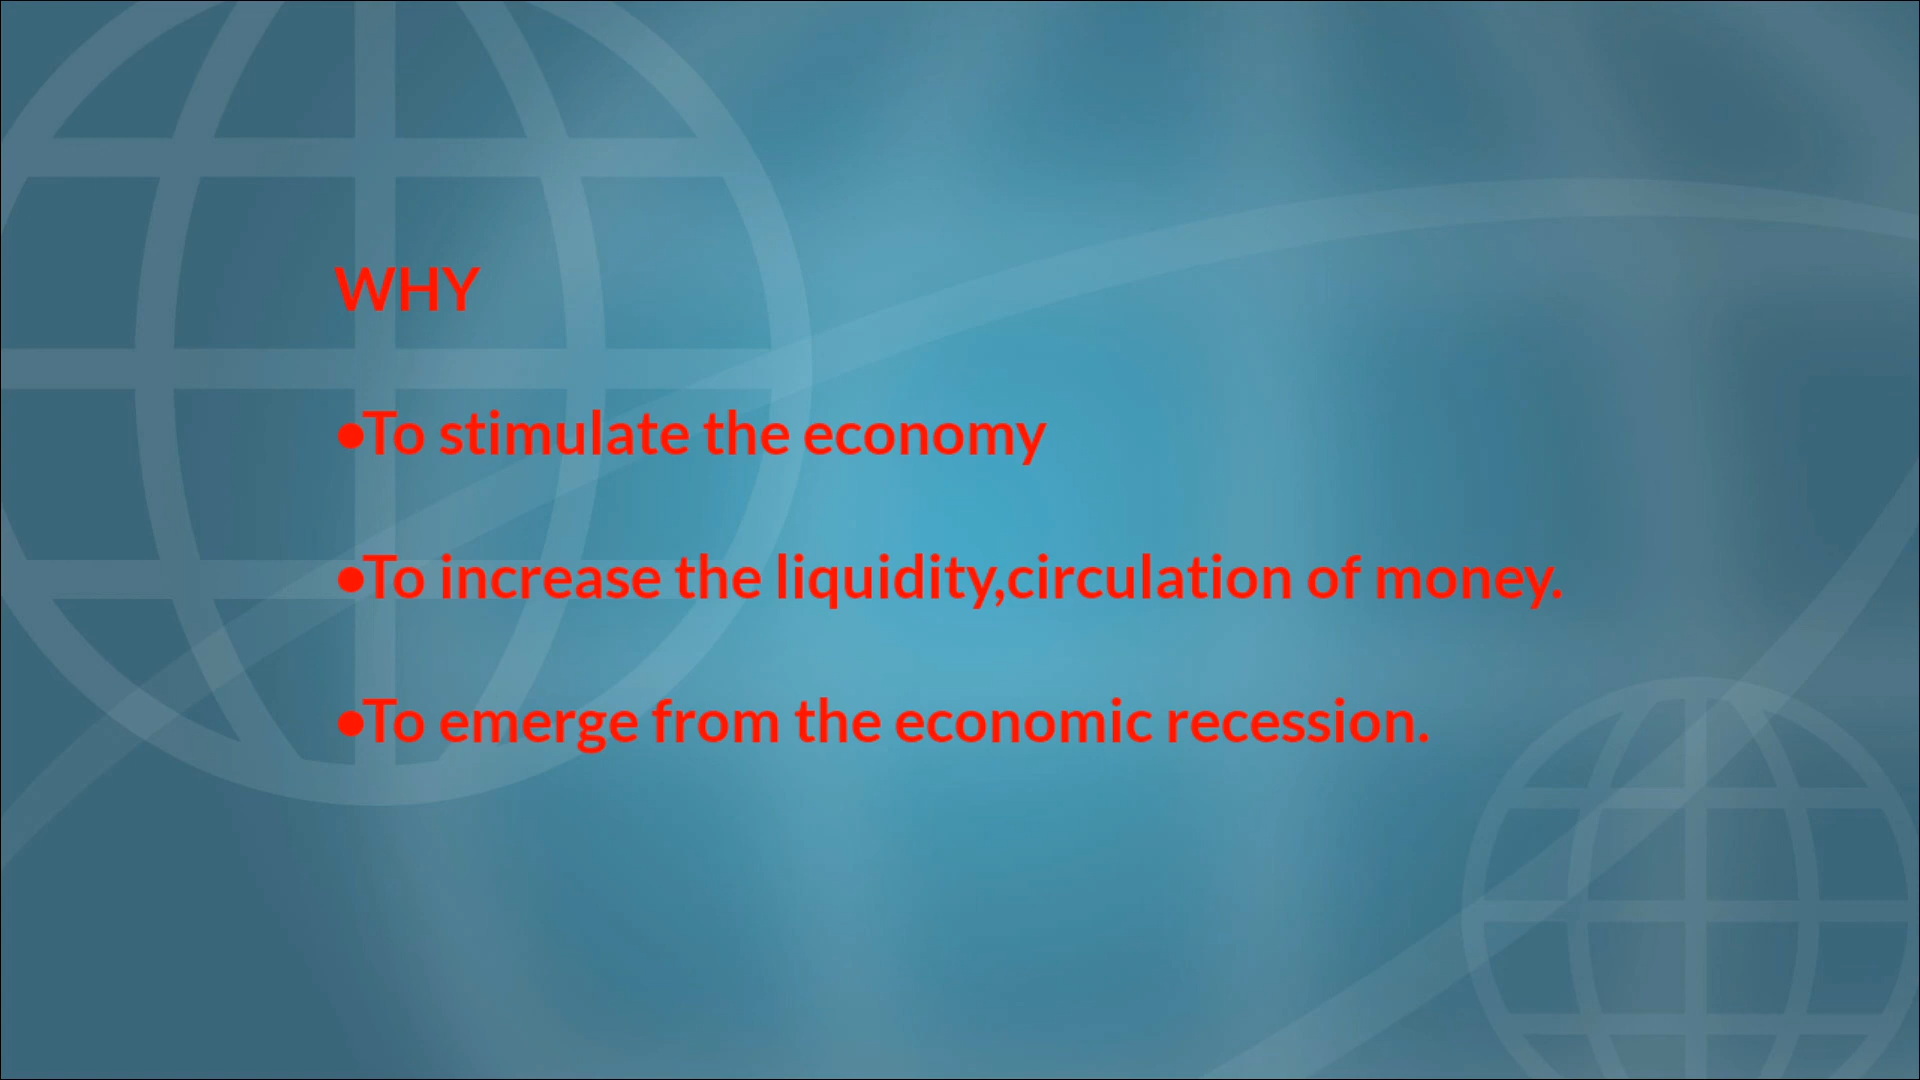 WHY
•To stimulate the economy
•To increase the liquidity,circulation of money.
•To emerge from the economic recession.